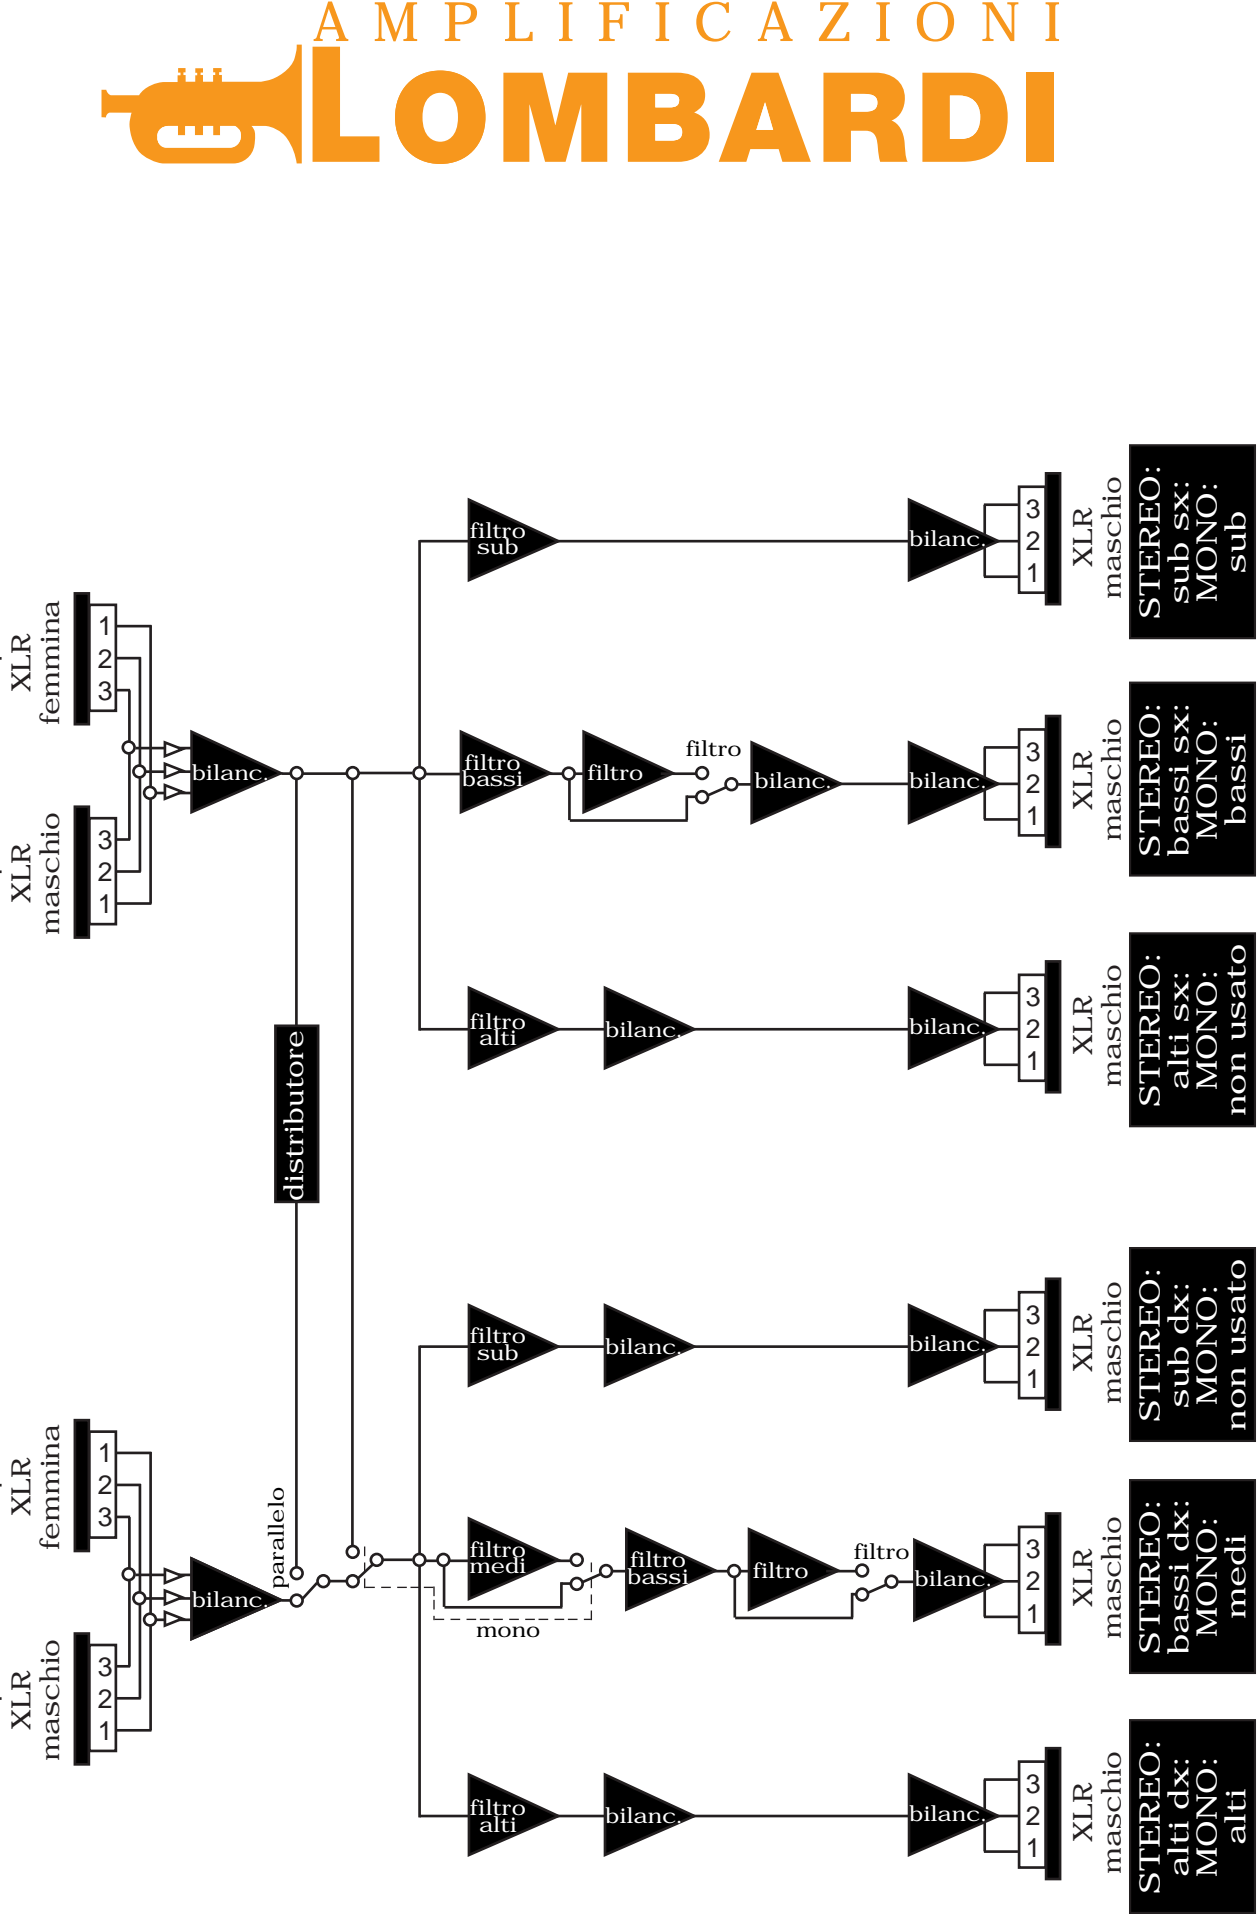 AMPLIFICAZIONI
LOMBARDI
XLR
femmina
1
2
3
XLR
maschio
3
2
1
bilanc.
distributore
filtro
sub
bilanc.
3
2
1
XLR
maschio
STEREO:
sub sx:
MONO:
sub
filtro
bassi
filtro
filtro
bilanc.
bilanc.
3
2
1
XLR
maschio
STEREO:
bassi sx:
MONO:
bassi
filtro
alti
bilanc.
bilanc.
3
2
1
XLR
maschio
STEREO:
alti sx:
MONO:
non usato
XLR
femmina
1
2
3
XLR
maschio
3
2
1
bilanc.
parallelo
filtro
sub
bilanc.
bilanc.
3
2
1
XLR
maschio
STEREO:
sub dx:
MONO:
non usato
filtro
medi
mono
filtro
bassi
filtro
filtro
bilanc.
3
2
1
XLR
maschio
STEREO:
bassi dx:
MONO:
medi
filtro
alti
bilanc.
bilanc.
3
2
1
XLR
maschio
STEREO:
alti dx:
MONO:
alti